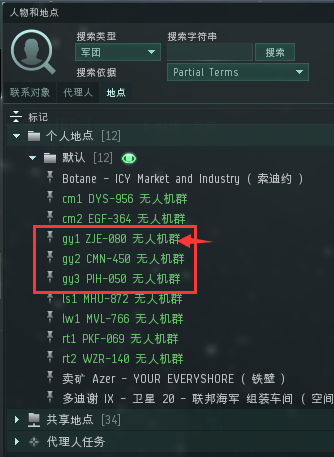 人物和地点
搜索类型 搜索字符串
军团 搜索
搜索依据 Partial Terms
联系对象 代理人 地点
标记
个人地点 [12]
默认 [12]
Botane - ICY Market and Industry ( 索迪约 )
cm1 DYS-956 无人机群
cm2 EGF-364 无人机群
gy1 ZJE-080 无人机群
gy2 CMN-450 无人机群
gy3 PIH-050 无人机群
ls1 MHU-872 无人机群
lw1 MVL-766 无人机群
rt1 PKF-069 无人机群
rt2 WZR-140 无人机群
卖矿 Azer - YOUR EVERYSHORE ( 铁壁 )
多迪谢 IX - 卫星 20 - 联邦海军 组装车间 ( 空间
共享地点 [34]
代理人任务